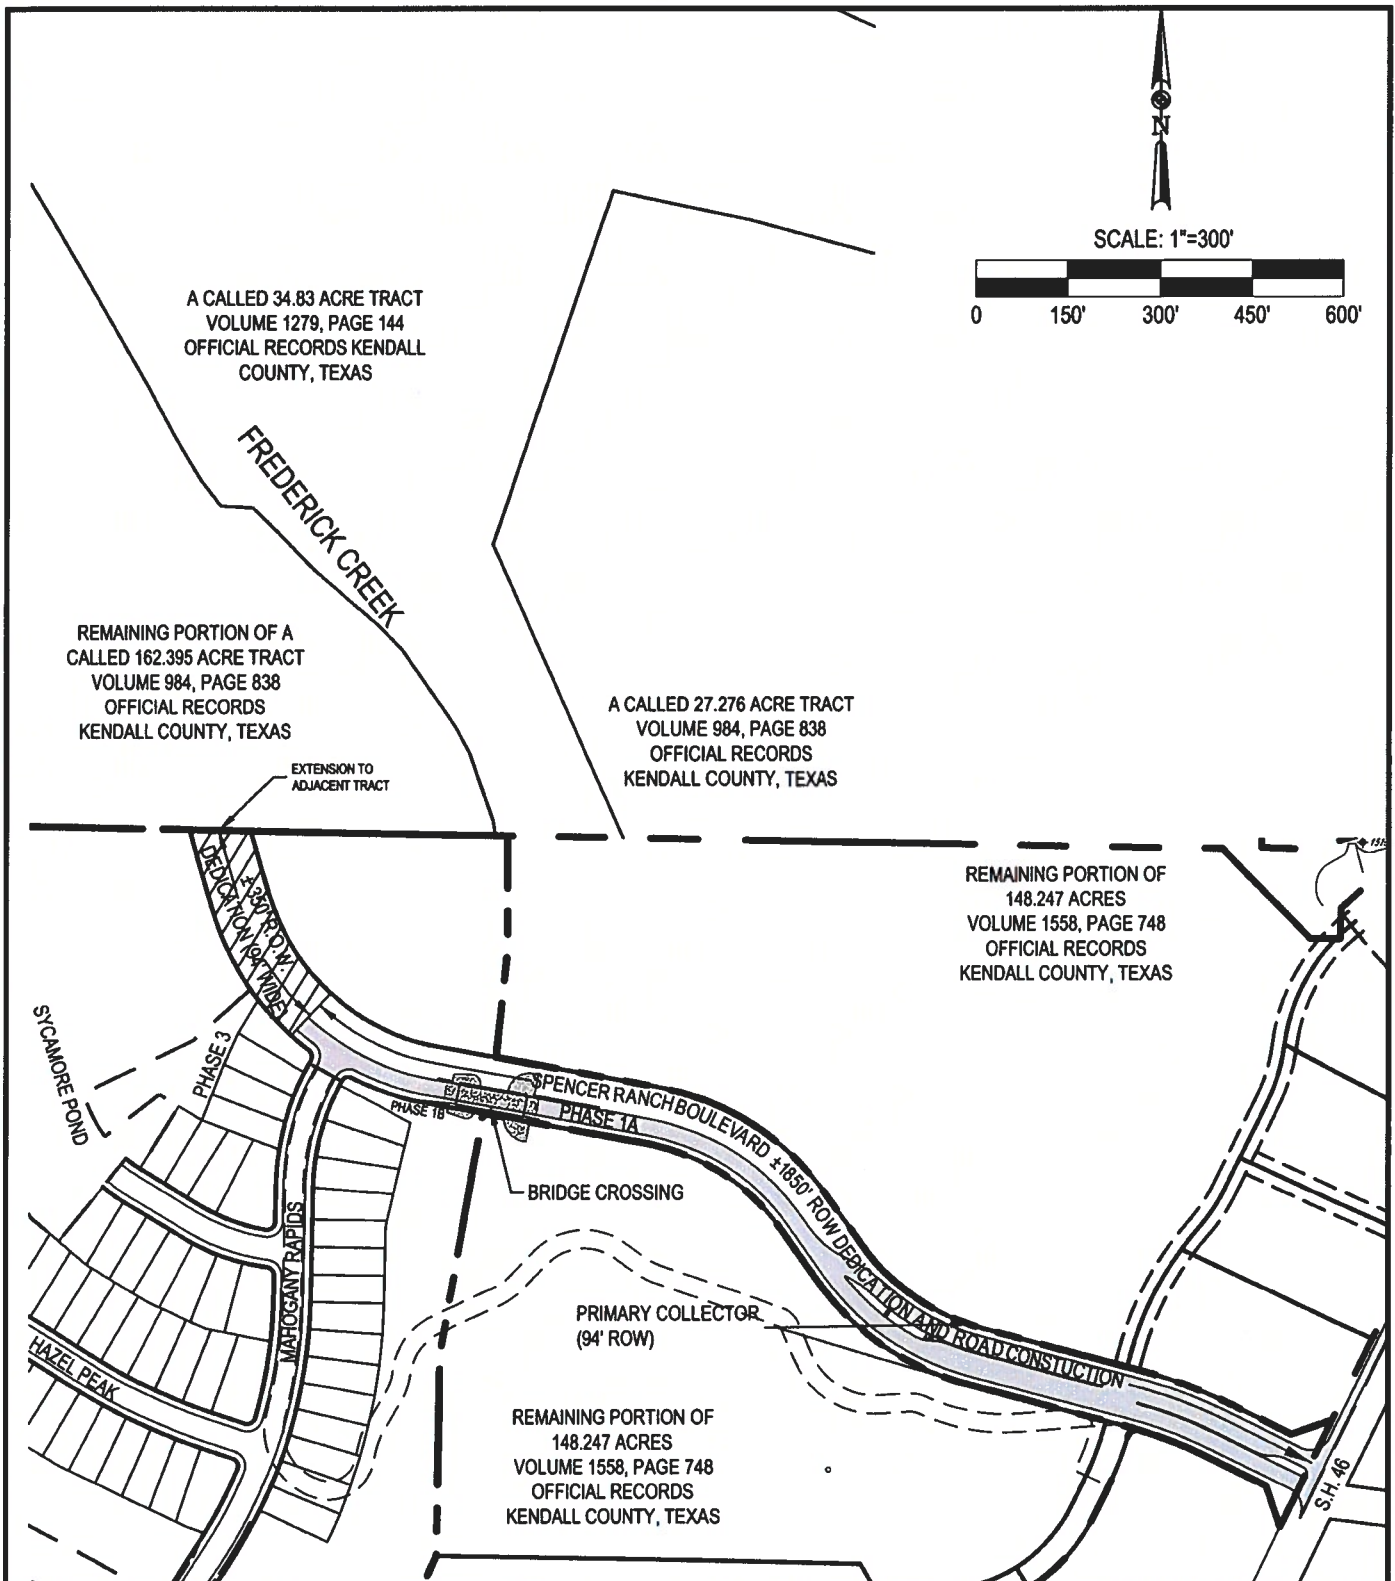 N
SCALE: 1"=300'
0 150' 300' 450' 600'
A CALLED 34.83 ACRE TRACT
VOLUME 1279, PAGE 144
OFFICIAL RECORDS KENDALL
COUNTY, TEXAS
FREDERICK CREEK
REMAINING PORTION OF A
CALLED 162.395 ACRE TRACT
VOLUME 984, PAGE 838
OFFICIAL RECORDS
KENDALL COUNTY, TEXAS
A CALLED 27.276 ACRE TRACT
VOLUME 984, PAGE 838
OFFICIAL RECORDS
KENDALL COUNTY, TEXAS
EXTENSION TO
ADJACENT TRACT
REMAINING PORTION OF
148.247 ACRES
VOLUME 1558, PAGE 748
OFFICIAL RECORDS
KENDALL COUNTY, TEXAS
±350' R.O.W.
DEDICATION (94' WIDE)
SYCAMORE POND
PHASE 3
SPENCER RANCH BOULEVARD ±1850' ROW DEDICATION AND ROAD CONSTUCTION
PHASE 1B
PHASE 1A
BRIDGE CROSSING
MAHOGANY RAPIDS
PRIMARY COLLECTOR
(94' ROW)
HAZEL PEAK
REMAINING PORTION OF
148.247 ACRES
VOLUME 1558, PAGE 748
OFFICIAL RECORDS
KENDALL COUNTY, TEXAS
S.H. 46